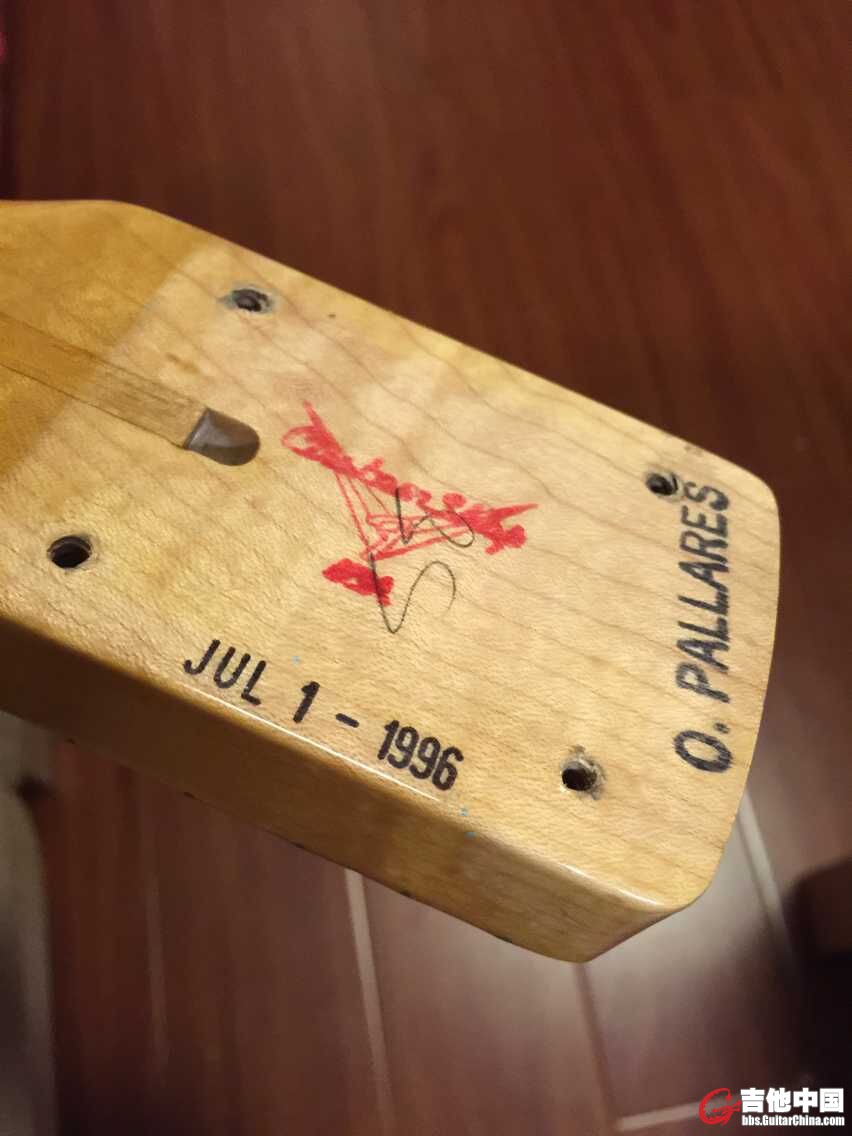 JUL 1-1996
O. PALLARES
吉他中国
bbs.GuitarChina.com